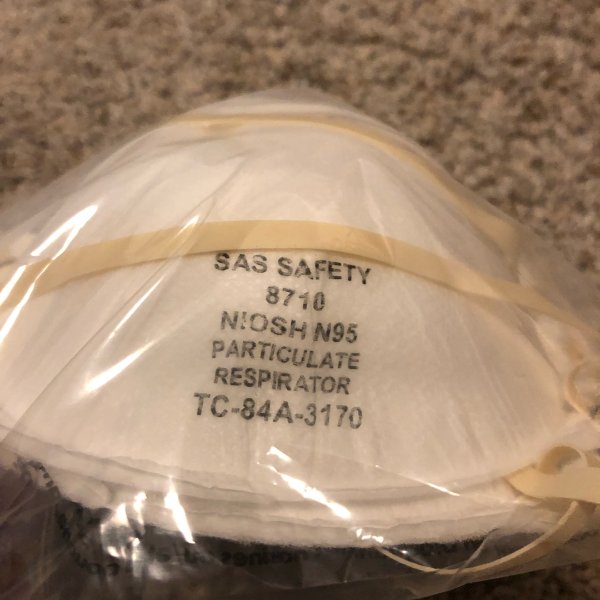 SAS SAFETY
8710
NIOSH N95
PARTICULATE
RESPIRATOR
TC-84A-3170